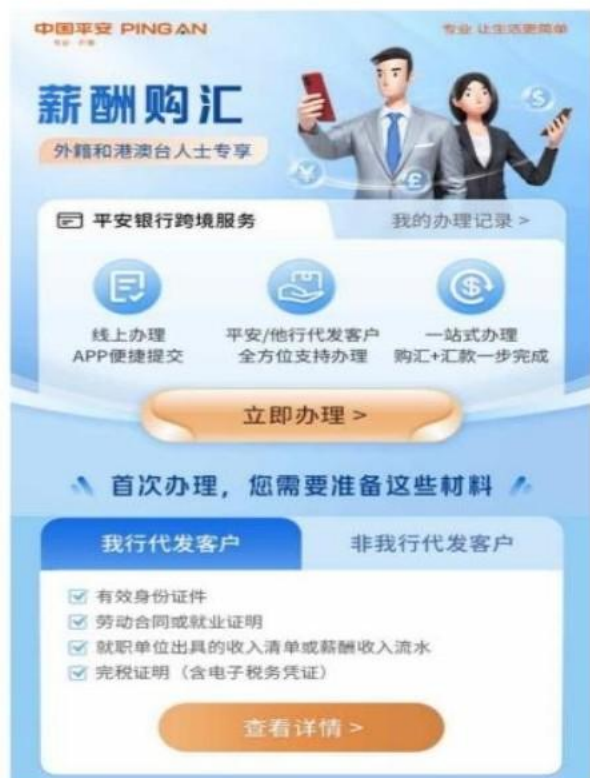 中国平安 PING AN
专业 让生活更简单
薪酬购汇
外籍和港澳台人士专享
平安银行跨境服务
我的办理记录 >
线上办理
APP便捷提交
平安/他行代发客户
全方位支持办理
一站式办理
购汇+汇款一步完成
立即办理 >
首次办理，您需要准备这些材料
我行代发客户
非我行代发客户
有效身份证件
劳动合同或就业证明
就职单位出具的收入清单或薪酬收入流水
完税证明（含电子税务凭证）
查看详情 >